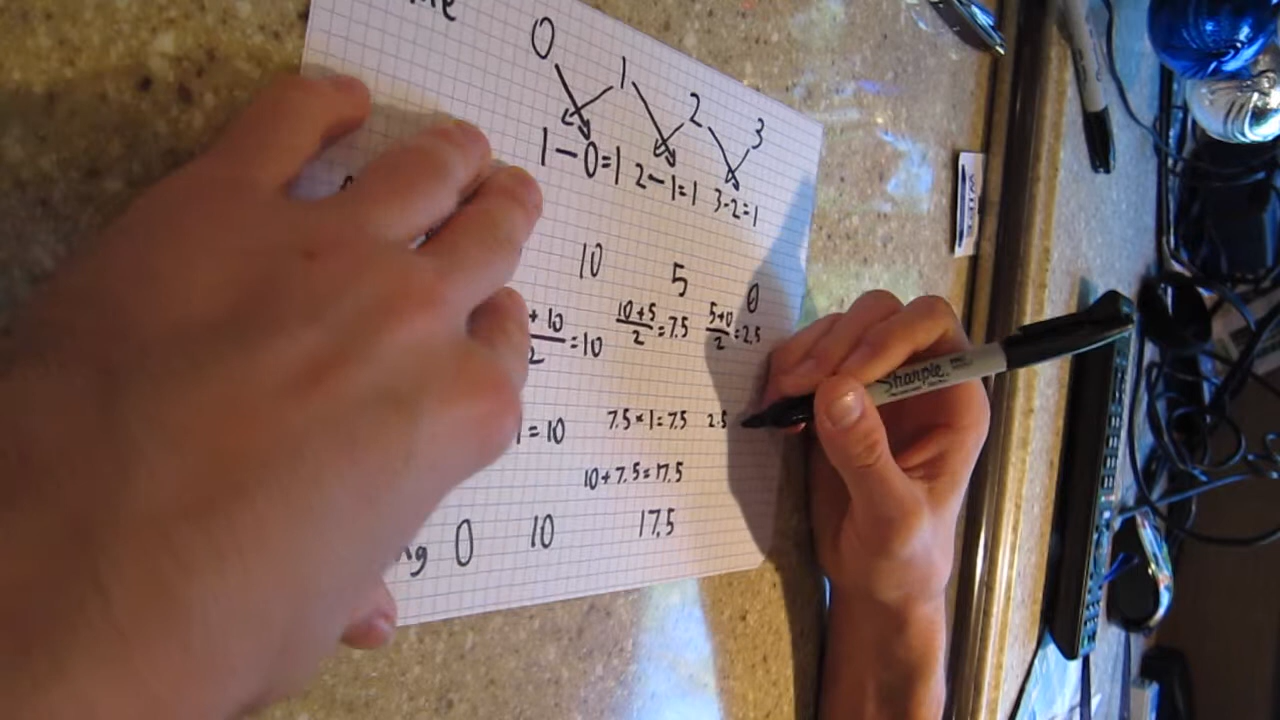 0 1 2 3
1-0=1 2-1=1 3-2=1
10 5 0
+ 10 / 2 = 10 10+5 / 2 = 7.5 5+0 / 2 = 2.5
= 10 7.5 * 1 = 7.5 2.5
10 + 7.5 = 17.5
0 10 17.5
Sharpie